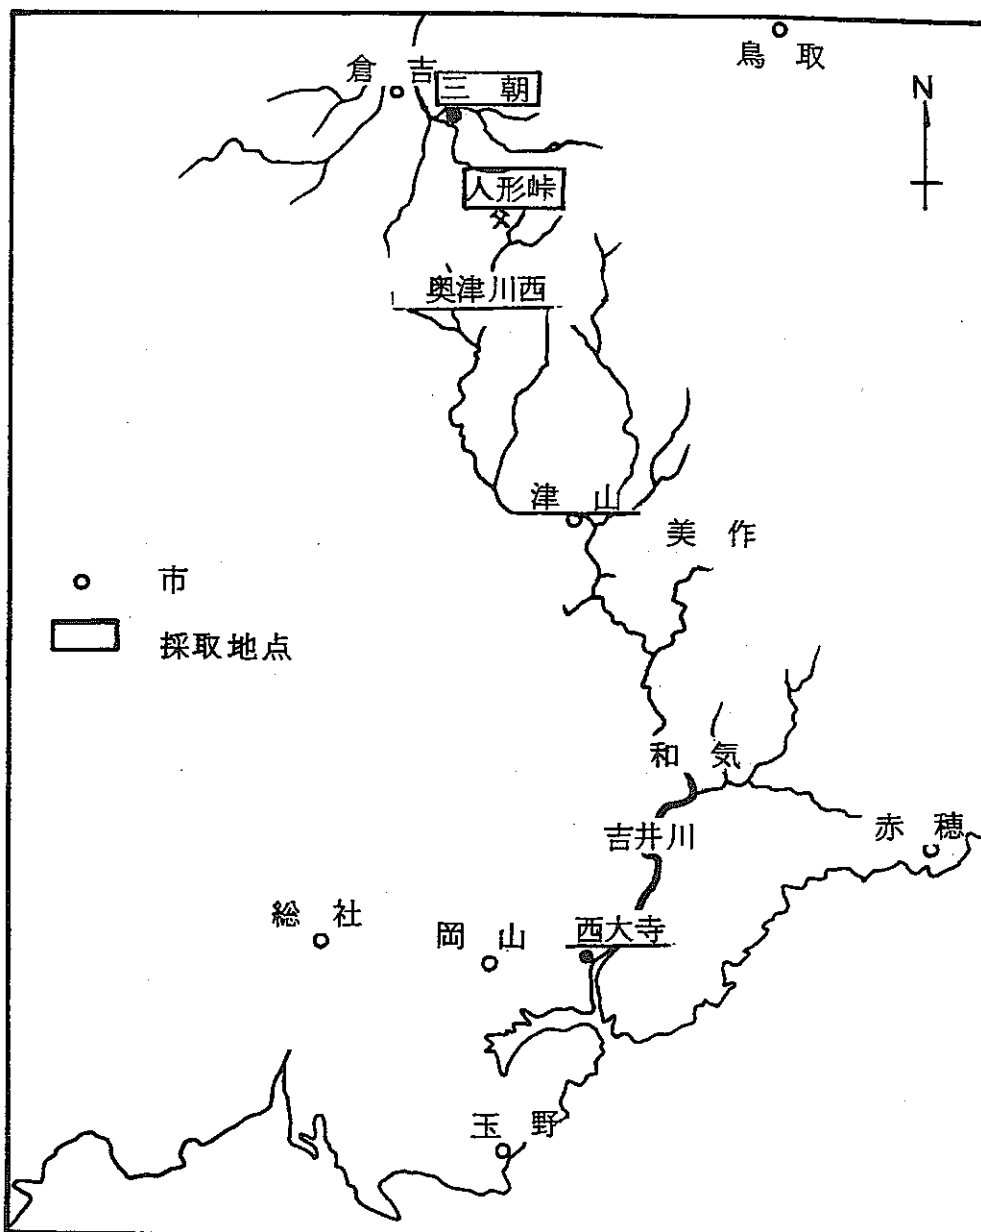 鳥取
倉吉
三朝
N
人形峠
奥津川西
津山
美作
市
採取地点
和気
吉井川
赤穂
総社
岡山
西大寺
玉野